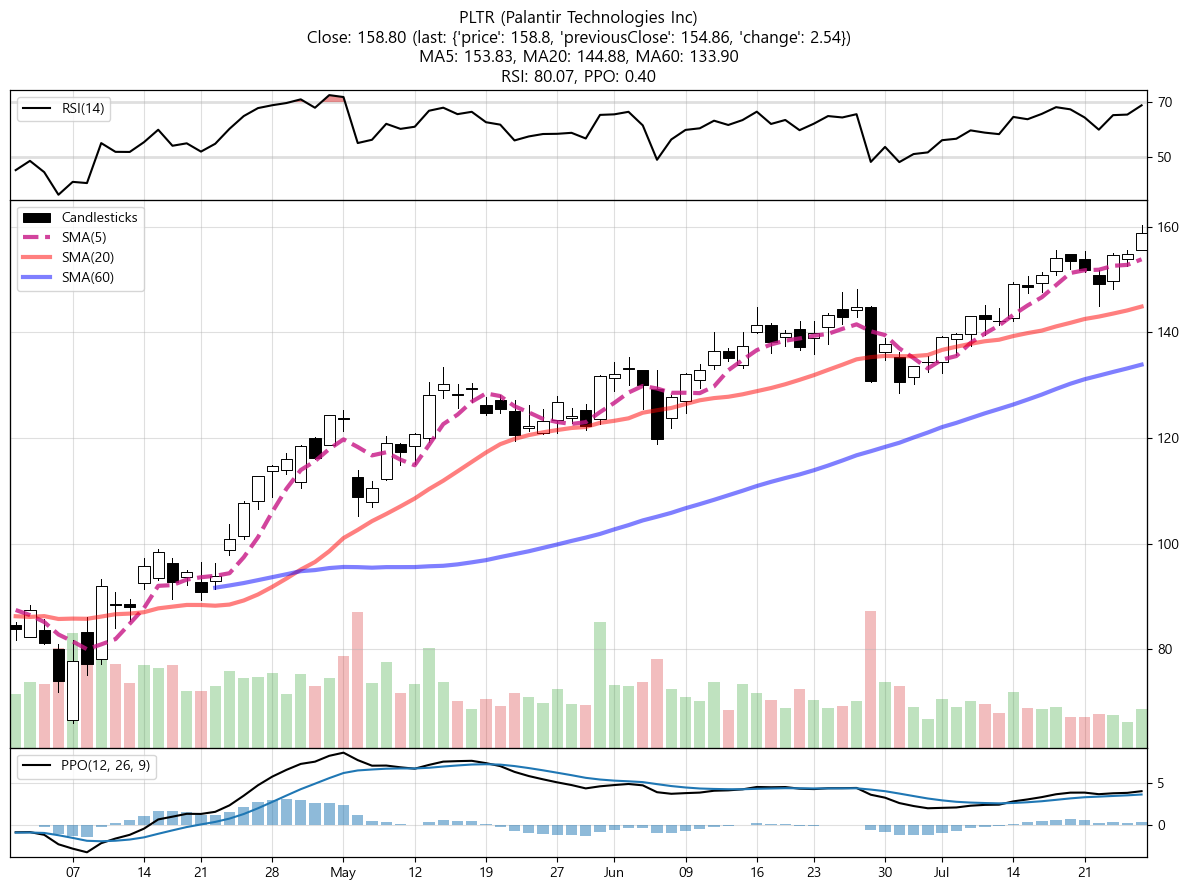 PLTR (Palantir Technologies Inc)
Close: 158.80 (last: {'price': 158.8, 'previousClose': 154.86, 'change': 2.54})
MA5: 153.83, MA20: 144.88, MA60: 133.90
RSI: 80.07, PPO: 0.40
RSI(14)
70
50
Candlesticks
SMA(5)
SMA(20)
SMA(60)
160
140
120
100
80
PPO(12, 26, 9)
5
0
07 14 21 28 May 12 19 27 Jun 09 16 23 30 Jul 14 21